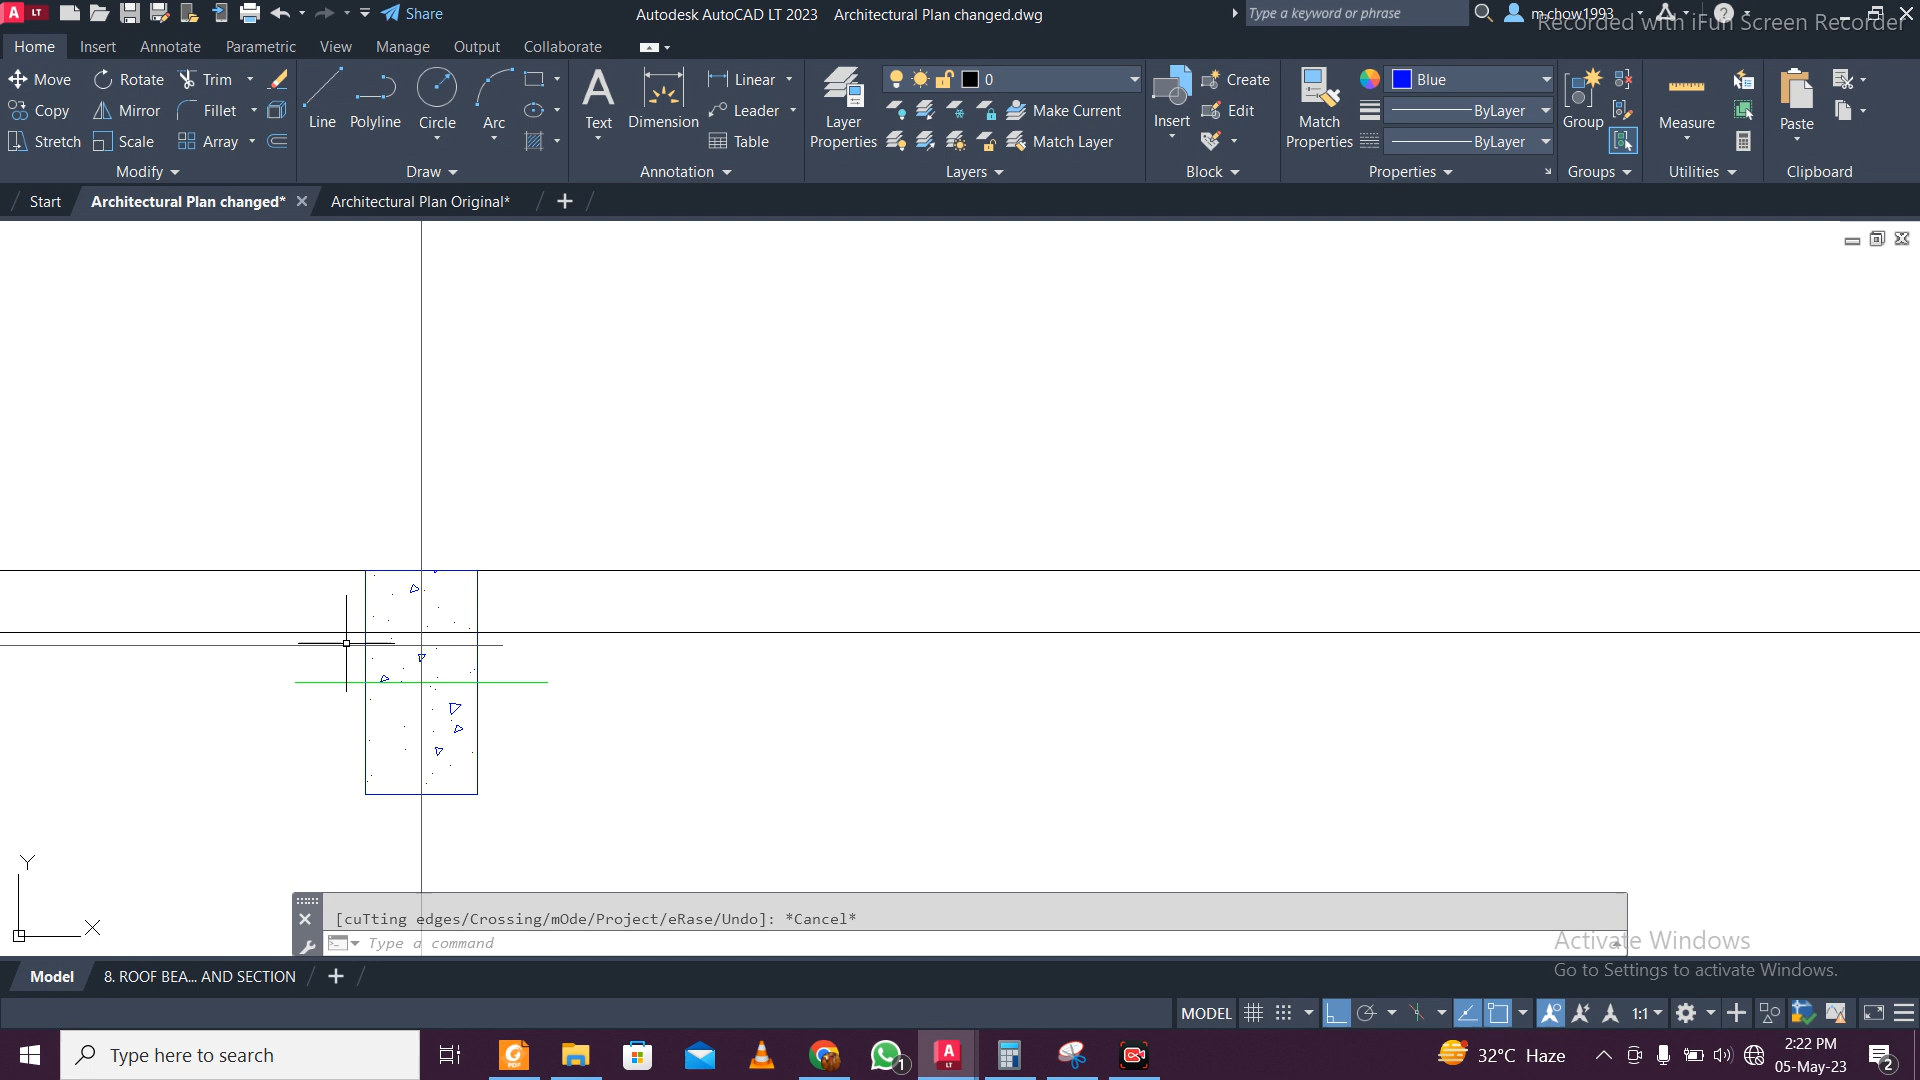 A LT Share Autodesk AutoCAD LT 2023 Architectural Plan changed.dwg Type a keyword or phrase m.chow1993
Recorded with iFun Screen Recorder
Home Insert Annotate Parametric View Manage Output Collaborate
Move Rotate Trim Linear 0 Create Blue
Copy Mirror Fillet Leader Make Current Edit ByLayer
Stretch Scale Array Table Match Layer ByLayer
Line Polyline Circle Arc Text Dimension Layer Properties Insert Match Properties Group Measure Paste
Modify Draw Annotation Layers Block Properties Groups Utilities Clipboard
Start Architectural Plan changed* Architectural Plan Original*
Y
X
[cuTting edges/Crossing/mOde/Project/eRase/Undo]: *Cancel*
Type a command
Activate Windows
Go to Settings to activate Windows.
Model 8. ROOF BEA... AND SECTION
MODEL 1:1
Type here to search PDF 1 A LT 32°C Haze 2:22 PM
05-May-23 2